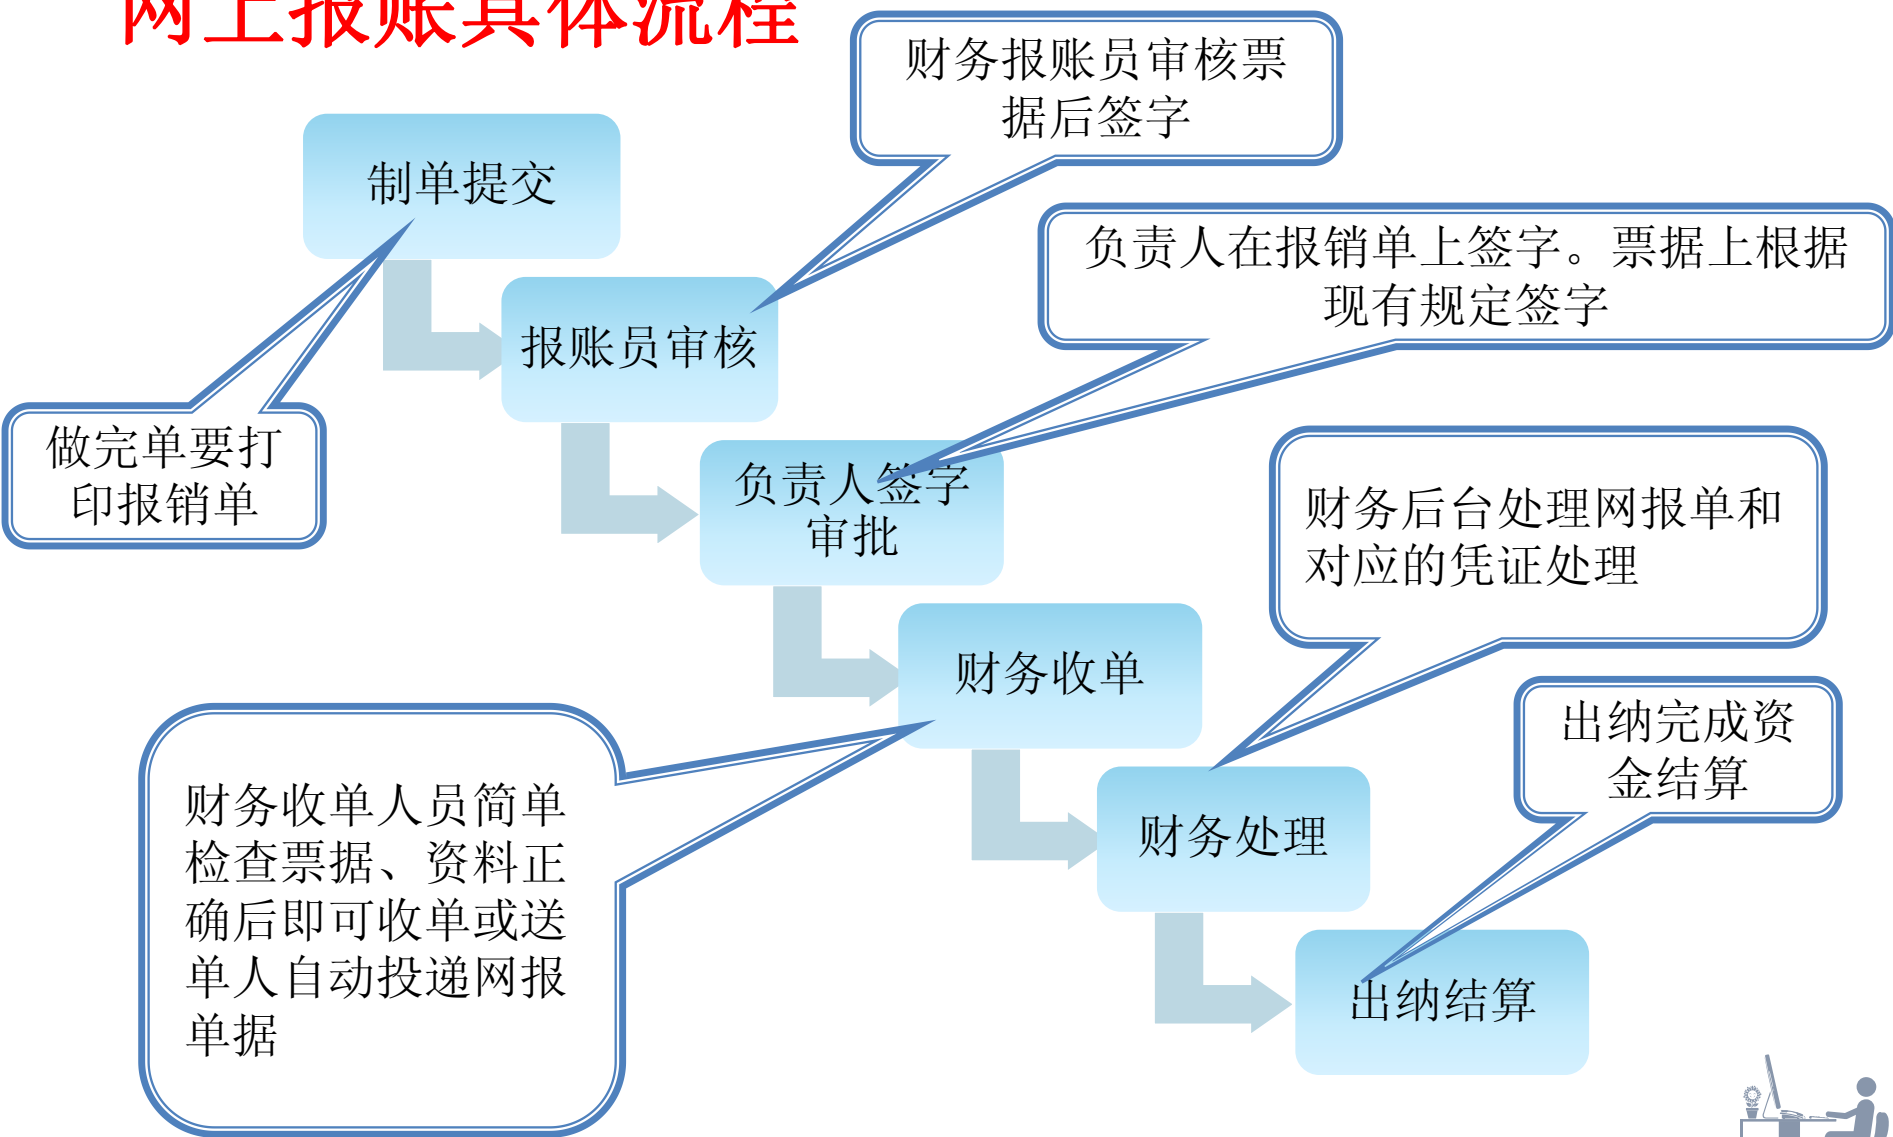 网上报账具体流程
财务报账员审核票
据后签字
制单提交
负责人在报销单上签字。票据上根据
现有规定签字
报账员审核
做完单要打
印报销单
负责人签字
审批
财务后台处理网报单和
对应的凭证处理
财务收单
出纳完成资
金结算
财务收单人员简单
检查票据、资料正
确后即可收单或送
单人自动投递网报
单据
财务处理
出纳结算